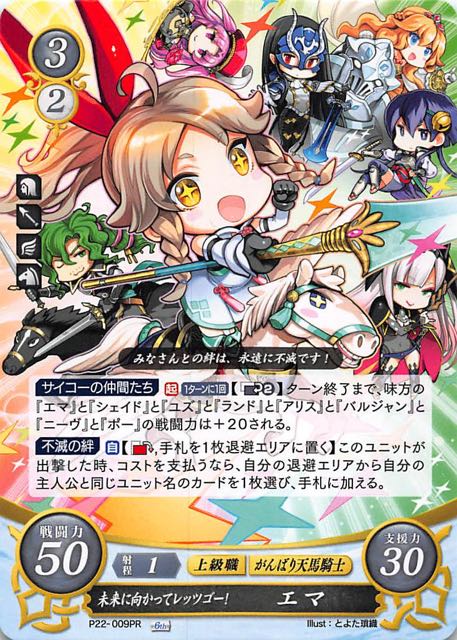 3
2
みなさんとの絆は、永遠に不滅です!
サイコーの仲間たち 起 1ターンに1回【2】ターン終了まで、味方の
『エマ』と『シェイド』と『ユズ』と『ランド』と『アリス』と『バルジャン』と
『ニーヴ』と『ポー』の戦闘力は+20される。
不滅の絆 自【、手札を1枚退避エリアに置く】このユニットが
出撃した時、コストを支払うなら、自分の退避エリアから自分の
主人公と同じユニット名のカードを1枚選び、手札に加える。
戦闘力
50
射程 1
上級職
がんばり天馬騎士
支援力
30
未来に向かってレッツゴー! エマ
P22-009PR 6th
Illust:とよた瑣織